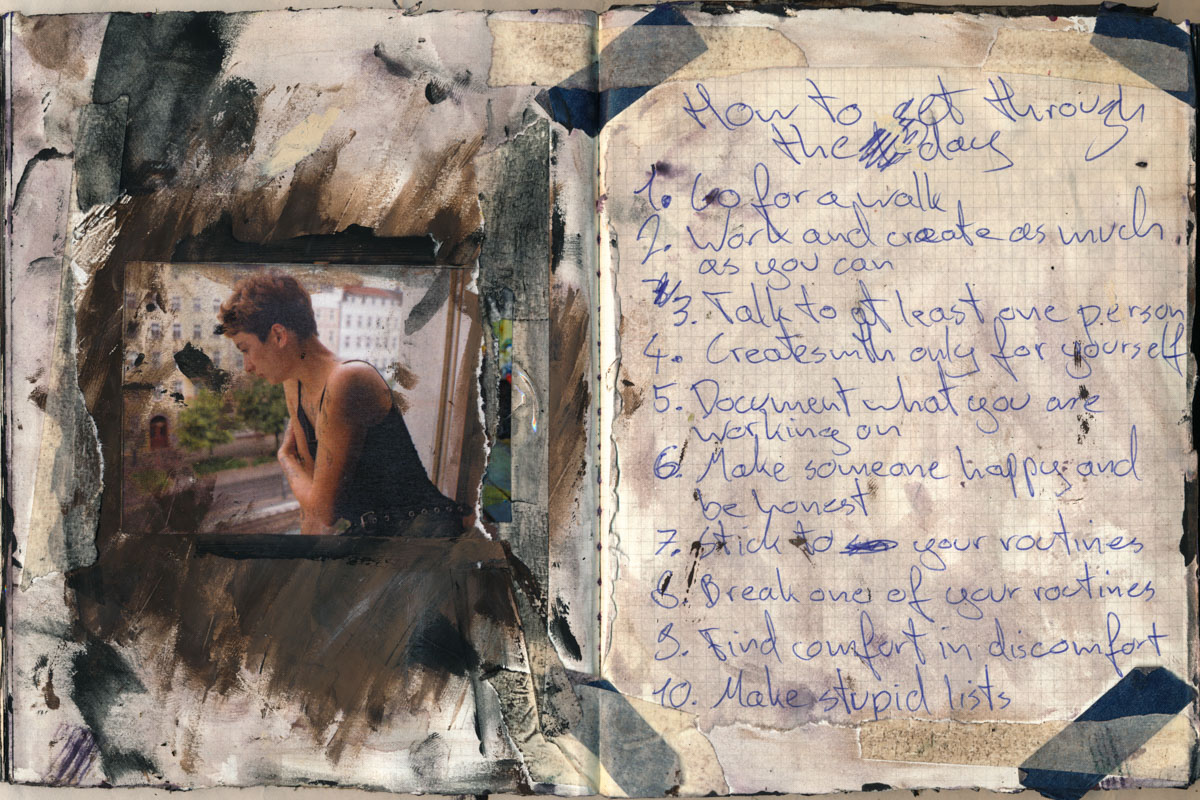 How to get through
the day
1. Go for a walk
2. Work and create as much
as you can
3. Talk to at least one person
4. Create smth only for yourself
5. Document what you are
working on
6. Make someone happy and
be honest
7. Stick to your routines
8. Break one of your routines
9. Find comfort in discomfort
10. Make stupid lists